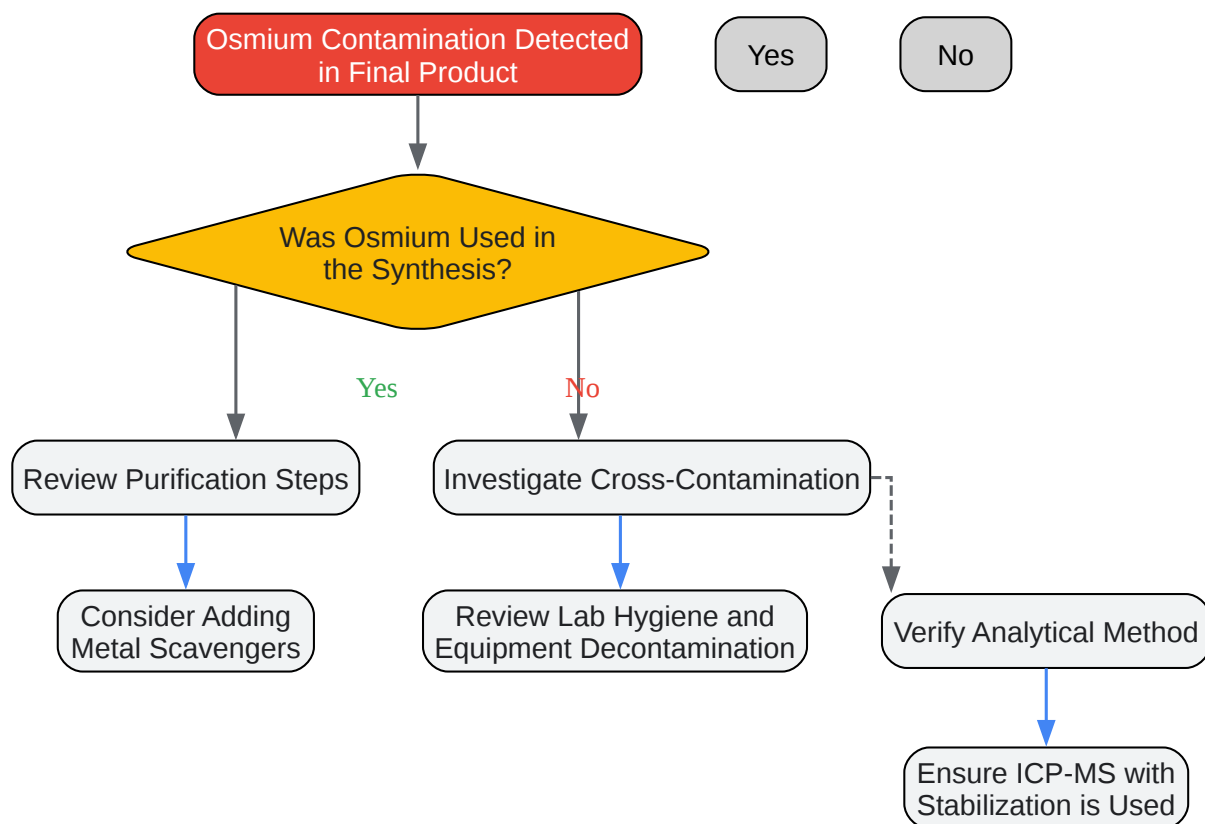 Osmium Contamination Detected
in Final Product
Yes
No
Was Osmium Used in
the Synthesis?
Yes
No
Review Purification Steps
Investigate Cross-Contamination
Consider Adding
Metal Scavengers
Review Lab Hygiene and
Equipment Decontamination
Verify Analytical Method
Ensure ICP-MS with
Stabilization is Used